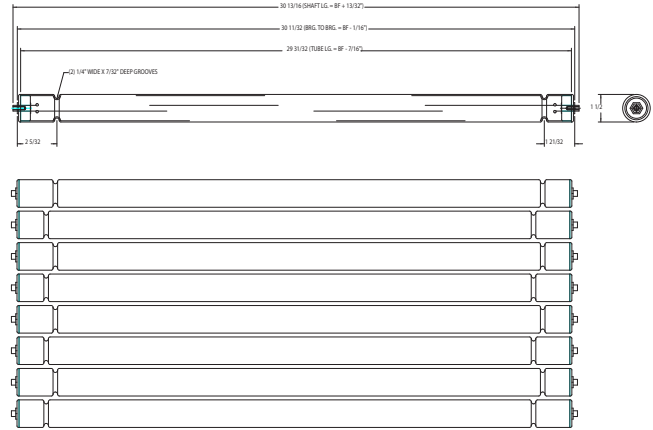 30 13/16 (SHAFT LG. = BF + 13/32")
30 11/32 (BRG. TO BRG. = BF - 1/16")
29 31/32 (TUBE LG. = BF - 7/16")
(2) 1/4" WIDE X 7/32" DEEP GROOVES
1 1/2
2 5/32
1 21/32